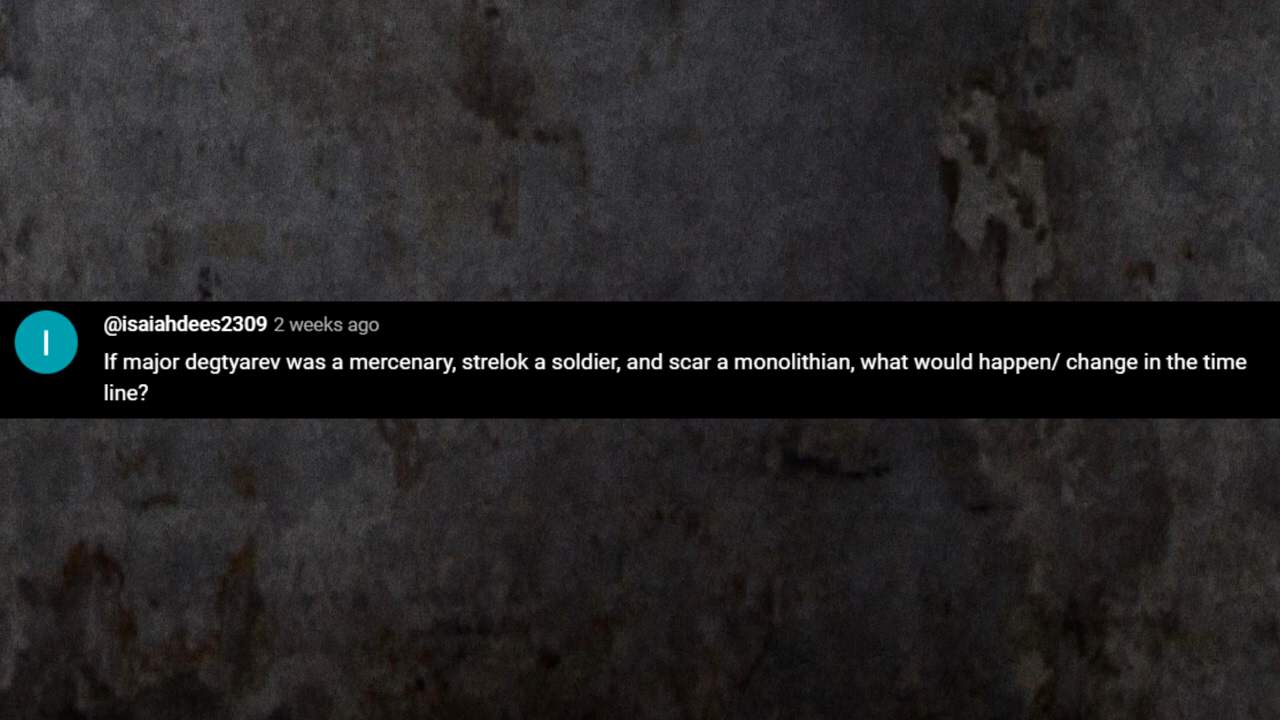 I
@isaiahdees2309 2 weeks ago
If major degtyarev was a mercenary, strelok a soldier, and scar a monolithian, what would happen/ change in the time
line?